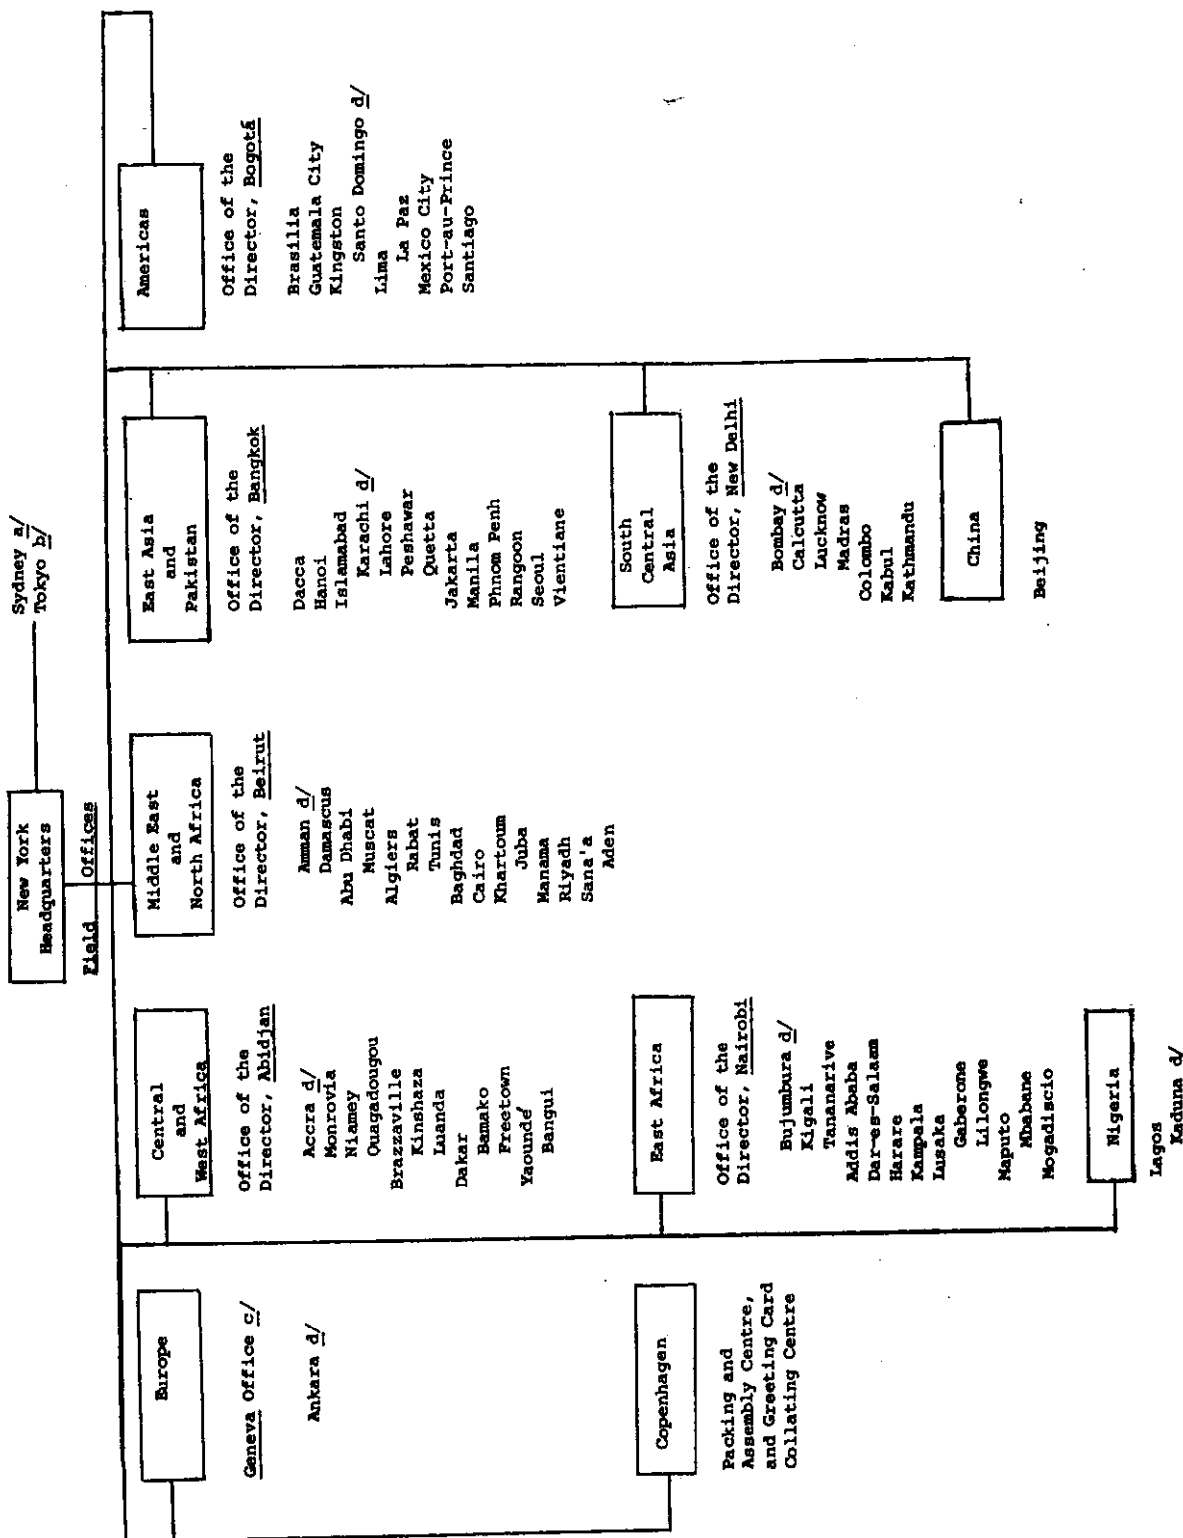 New York
Headquarters
Sydney a/
Tokyo b/
Field Offices
Europe
Geneva Office c/
Ankara d/
Copenhagen
Packing and
Assembly Centre,
and Greeting Card
Collating Centre
Central
and
West Africa
Office of the
Director, Abidjan
Accra d/
Monrovia
Niamey
Ouagadougou
Brazzaville
Kinshaza
Luanda
Dakar
Bamako
Freetown
Yaoundé
Bangui
East Africa
Office of the
Director, Nairobi
Bujumbura d/
Kigali
Tananarive
Addis Ababa
Dar-es-Salaam
Harare
Kampala
Lusaka
Gaberone
Lilongwe
Maputo
Mbabane
Mogadiscio
Nigeria
Lagos
Kaduna d/
Middle East
and
North Africa
Office of the
Director, Beirut
Amman d/
Damascus
Abu Dhabi
Muscat
Algiers
Rabat
Tunis
Baghdad
Cairo
Khartoum
Juba
Manama
Riyadh
Sana'a
Aden
East Asia
and
Pakistan
Office of the
Director, Bangkok
Dacca
Hanoi
Islamabad
Karachi d/
Lahore
Peshawar
Quetta
Jakarta
Manila
Phnom Penh
Rangoon
Seoul
Vientiane
South
Central
Asia
Office of the
Director, New Delhi
Bombay d/
Calcutta
Lucknow
Madras
Colombo
Kabul
Kathmandu
China
Beijing
Americas
Office of the
Director, Bogotá
Brasilia
Guatemala City
Kingston
Santo Domingo d/
Lima
La Paz
Mexico City
Port-au-Prince
Santiago